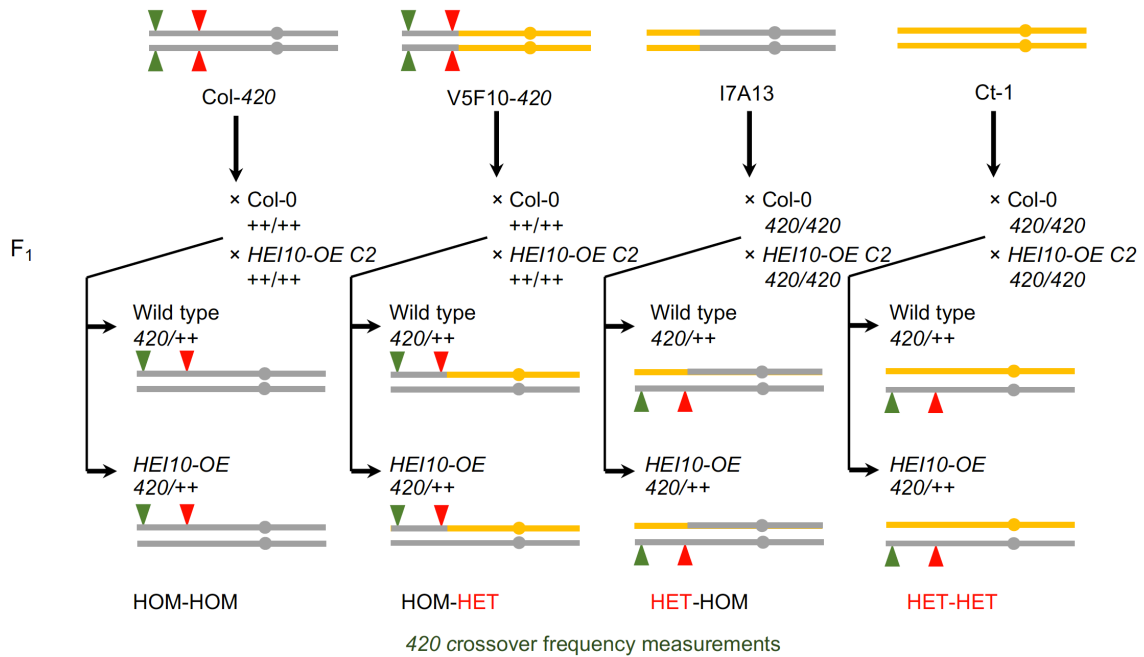 Col-420
V5F10-420
I7A13
Ct-1
F1
× Col-0
++/++
× HEI10-OE C2
++/++
× Col-0
++/++
× HEI10-OE C2
++/++
× Col-0
420/420
× HEI10-OE C2
420/420
× Col-0
420/420
× HEI10-OE C2
420/420
Wild type
420/++
Wild type
420/++
Wild type
420/++
Wild type
420/++
HEI10-OE
420/++
HEI10-OE
420/++
HEI10-OE
420/++
HEI10-OE
420/++
HOM-HOM
HOM-HET
HET-HOM
HET-HET
420 crossover frequency measurements